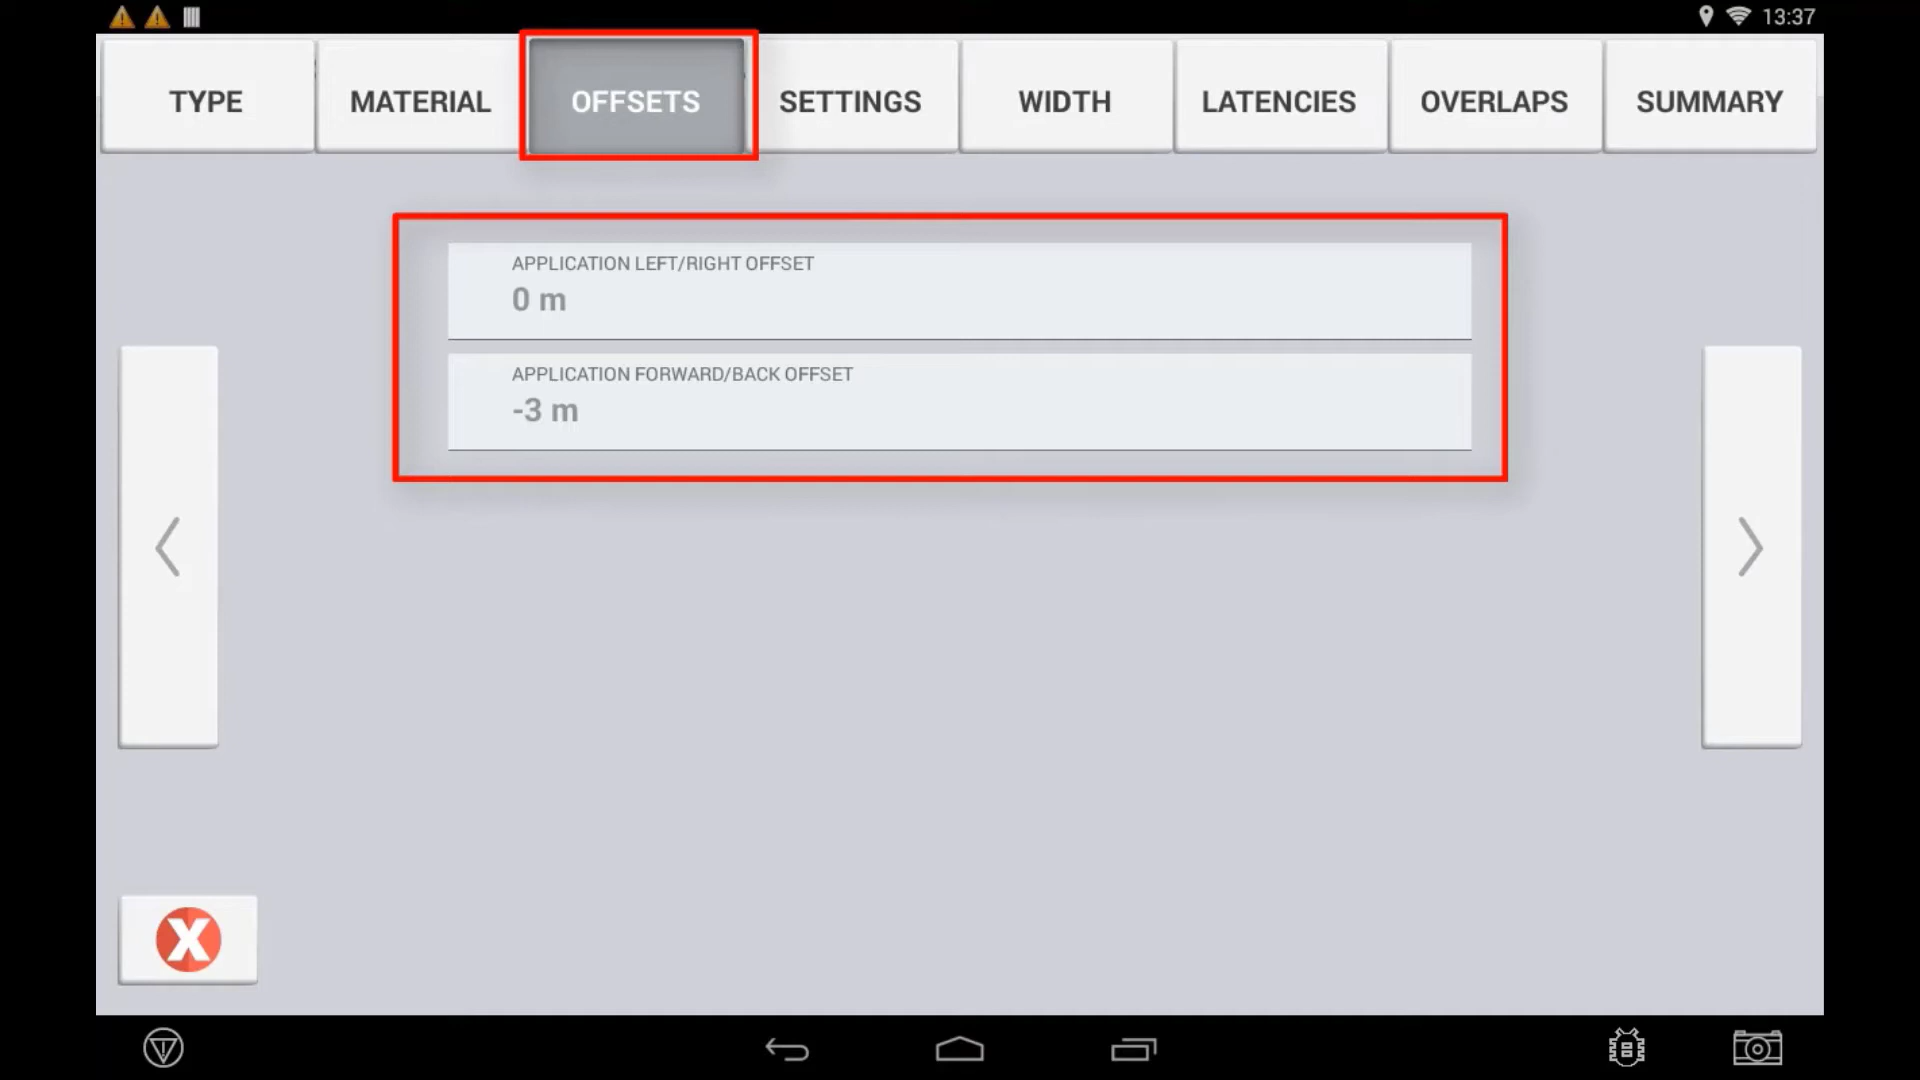 13:37
TYPE
MATERIAL
OFFSETS
SETTINGS
WIDTH
LATENCIES
OVERLAPS
SUMMARY
APPLICATION LEFT/RIGHT OFFSET
0 m
APPLICATION FORWARD/BACK OFFSET
-3 m
X